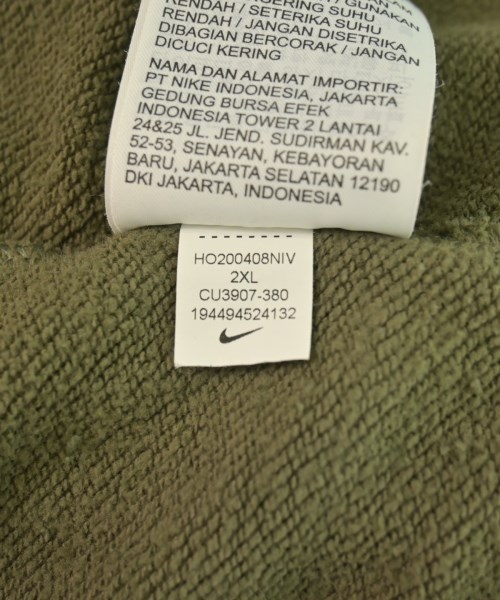 GUNAKAN
RENDAH / SETERIKA SUHU
RENDAH / JANGAN DISETRIKA
DIBAGIAN BERCORAK / JANGAN
DICUCI KERING
NAMA DAN ALAMAT IMPORTIR:
PT NIKE INDONESIA, JAKARTA
GEDUNG BURSA EFEK
INDONESIA TOWER 2 LANTAI
24&25 JL. JEND. SUDIRMAN KAV.
52-53, SENAYAN, KEBAYORAN
BARU, JAKARTA SELATAN 12190
DKI JAKARTA, INDONESIA
HO200408NIV
2XL
CU3907-380
194494524132